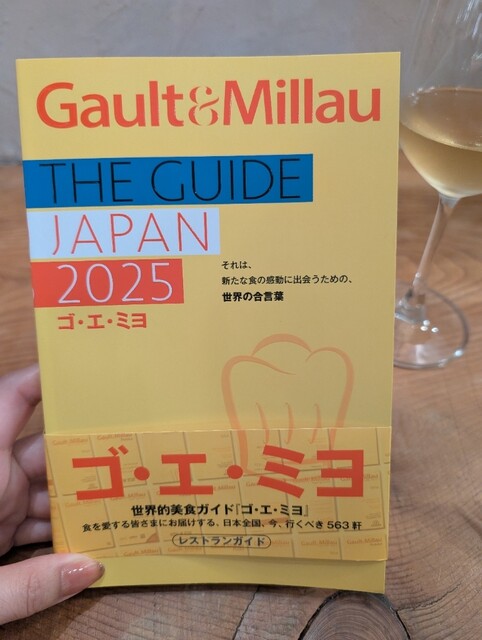 Gault&Millau
THE GUIDE
JAPAN
2025
ゴ・エ・ミヨ
それは、
新たな食の感動に出会うための、
世界の合言葉
ゴ・エ・ミヨ
世界的美食ガイド『ゴ・エ・ミヨ』
食を愛する皆さまにお届けする、日本全国、今、行くべき563軒
レストランガイド